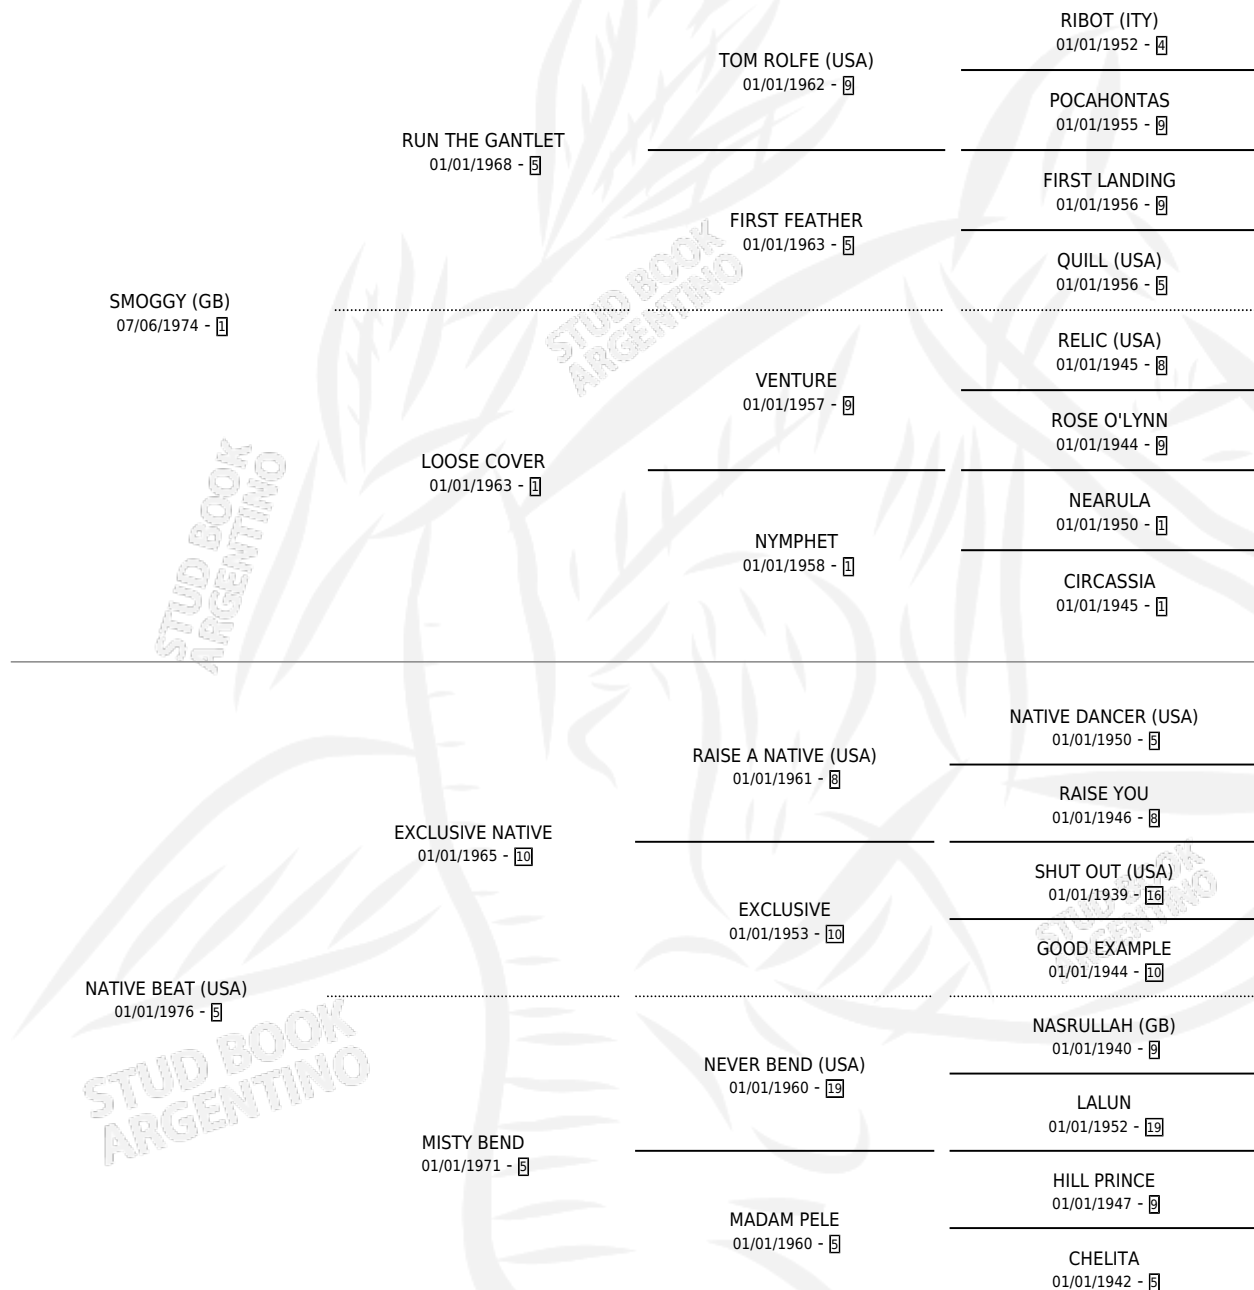 RIBOT (ITY)
01/01/1952 - 4
TOM ROLFE (USA)
01/01/1962 - 9
POCAHONTAS
01/01/1955 - 9
RUN THE GANTLET
01/01/1968 - 5
FIRST LANDING
01/01/1956 - 9
FIRST FEATHER
01/01/1963 - 5
QUILL (USA)
01/01/1956 - 5
SMOGGY (GB)
07/06/1974 - 1
RELIC (USA)
01/01/1945 - 8
VENTURE
01/01/1957 - 9
ROSE O'LYNN
01/01/1944 - 9
LOOSE COVER
01/01/1963 - 1
NEARULA
01/01/1950 - 1
NYMPHET
01/01/1958 - 1
CIRCASSIA
01/01/1945 - 1
NATIVE DANCER (USA)
01/01/1950 - 5
RAISE A NATIVE (USA)
01/01/1961 - 8
RAISE YOU
01/01/1946 - 8
EXCLUSIVE NATIVE
01/01/1965 - 10
SHUT OUT (USA)
01/01/1939 - 16
EXCLUSIVE
01/01/1953 - 10
GOOD EXAMPLE
01/01/1944 - 10
NATIVE BEAT (USA)
01/01/1976 - 5
NASRULLAH (GB)
01/01/1940 - 9
NEVER BEND (USA)
01/01/1960 - 19
LALUN
01/01/1952 - 19
MISTY BEND
01/01/1971 - 5
HILL PRINCE
01/01/1947 - 9
MADAM PELE
01/01/1960 - 5
CHELITA
01/01/1942 - 5
STUD BOOK
ARGENTINO
STUD BOOK
ARGENTINO
STUD BOOK
ARGENTINO
STUD BOOK
ARGENTINO